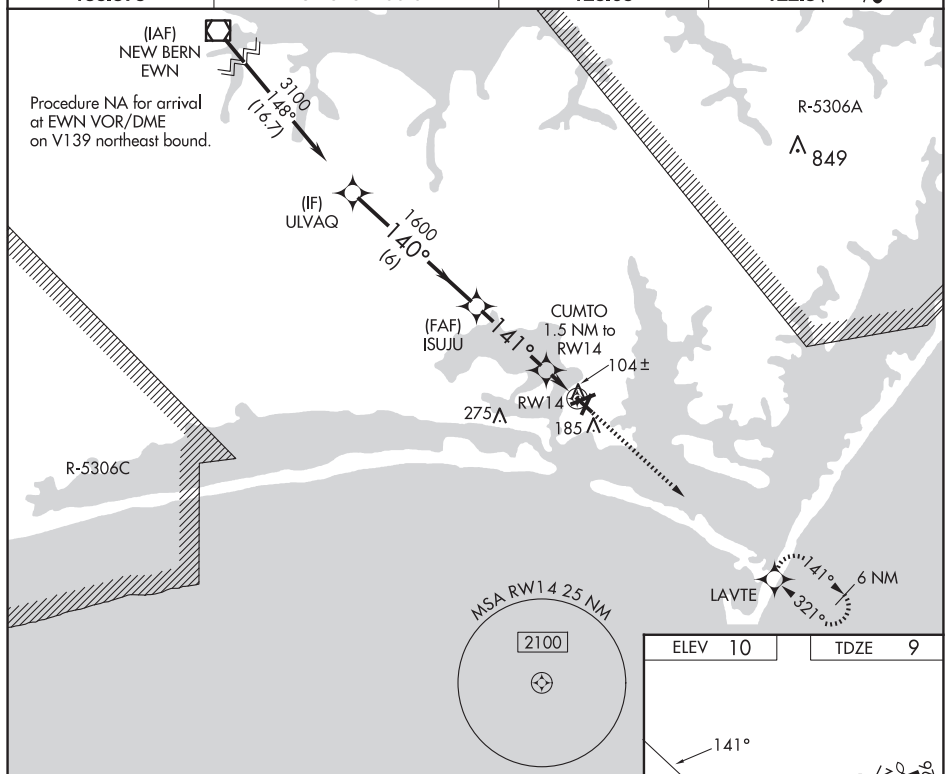 (IAF)
NEW BERN
EWN
Procedure NA for arrival
at EWN VOR/DME
on V139 northeast bound.
3100
148°
(16.7)
R-5306A
849
(IF)
ULVAQ
1600
140°
(6)
(FAF)
ISUJU
141°
CUMTO
1.5 NM to
RW14
104±
RW14
275
185
R-5306C
LAVTE
141°
321°
6 NM
MSA RW14 25 NM
2100
ELEV 10
TDZE 9
141°